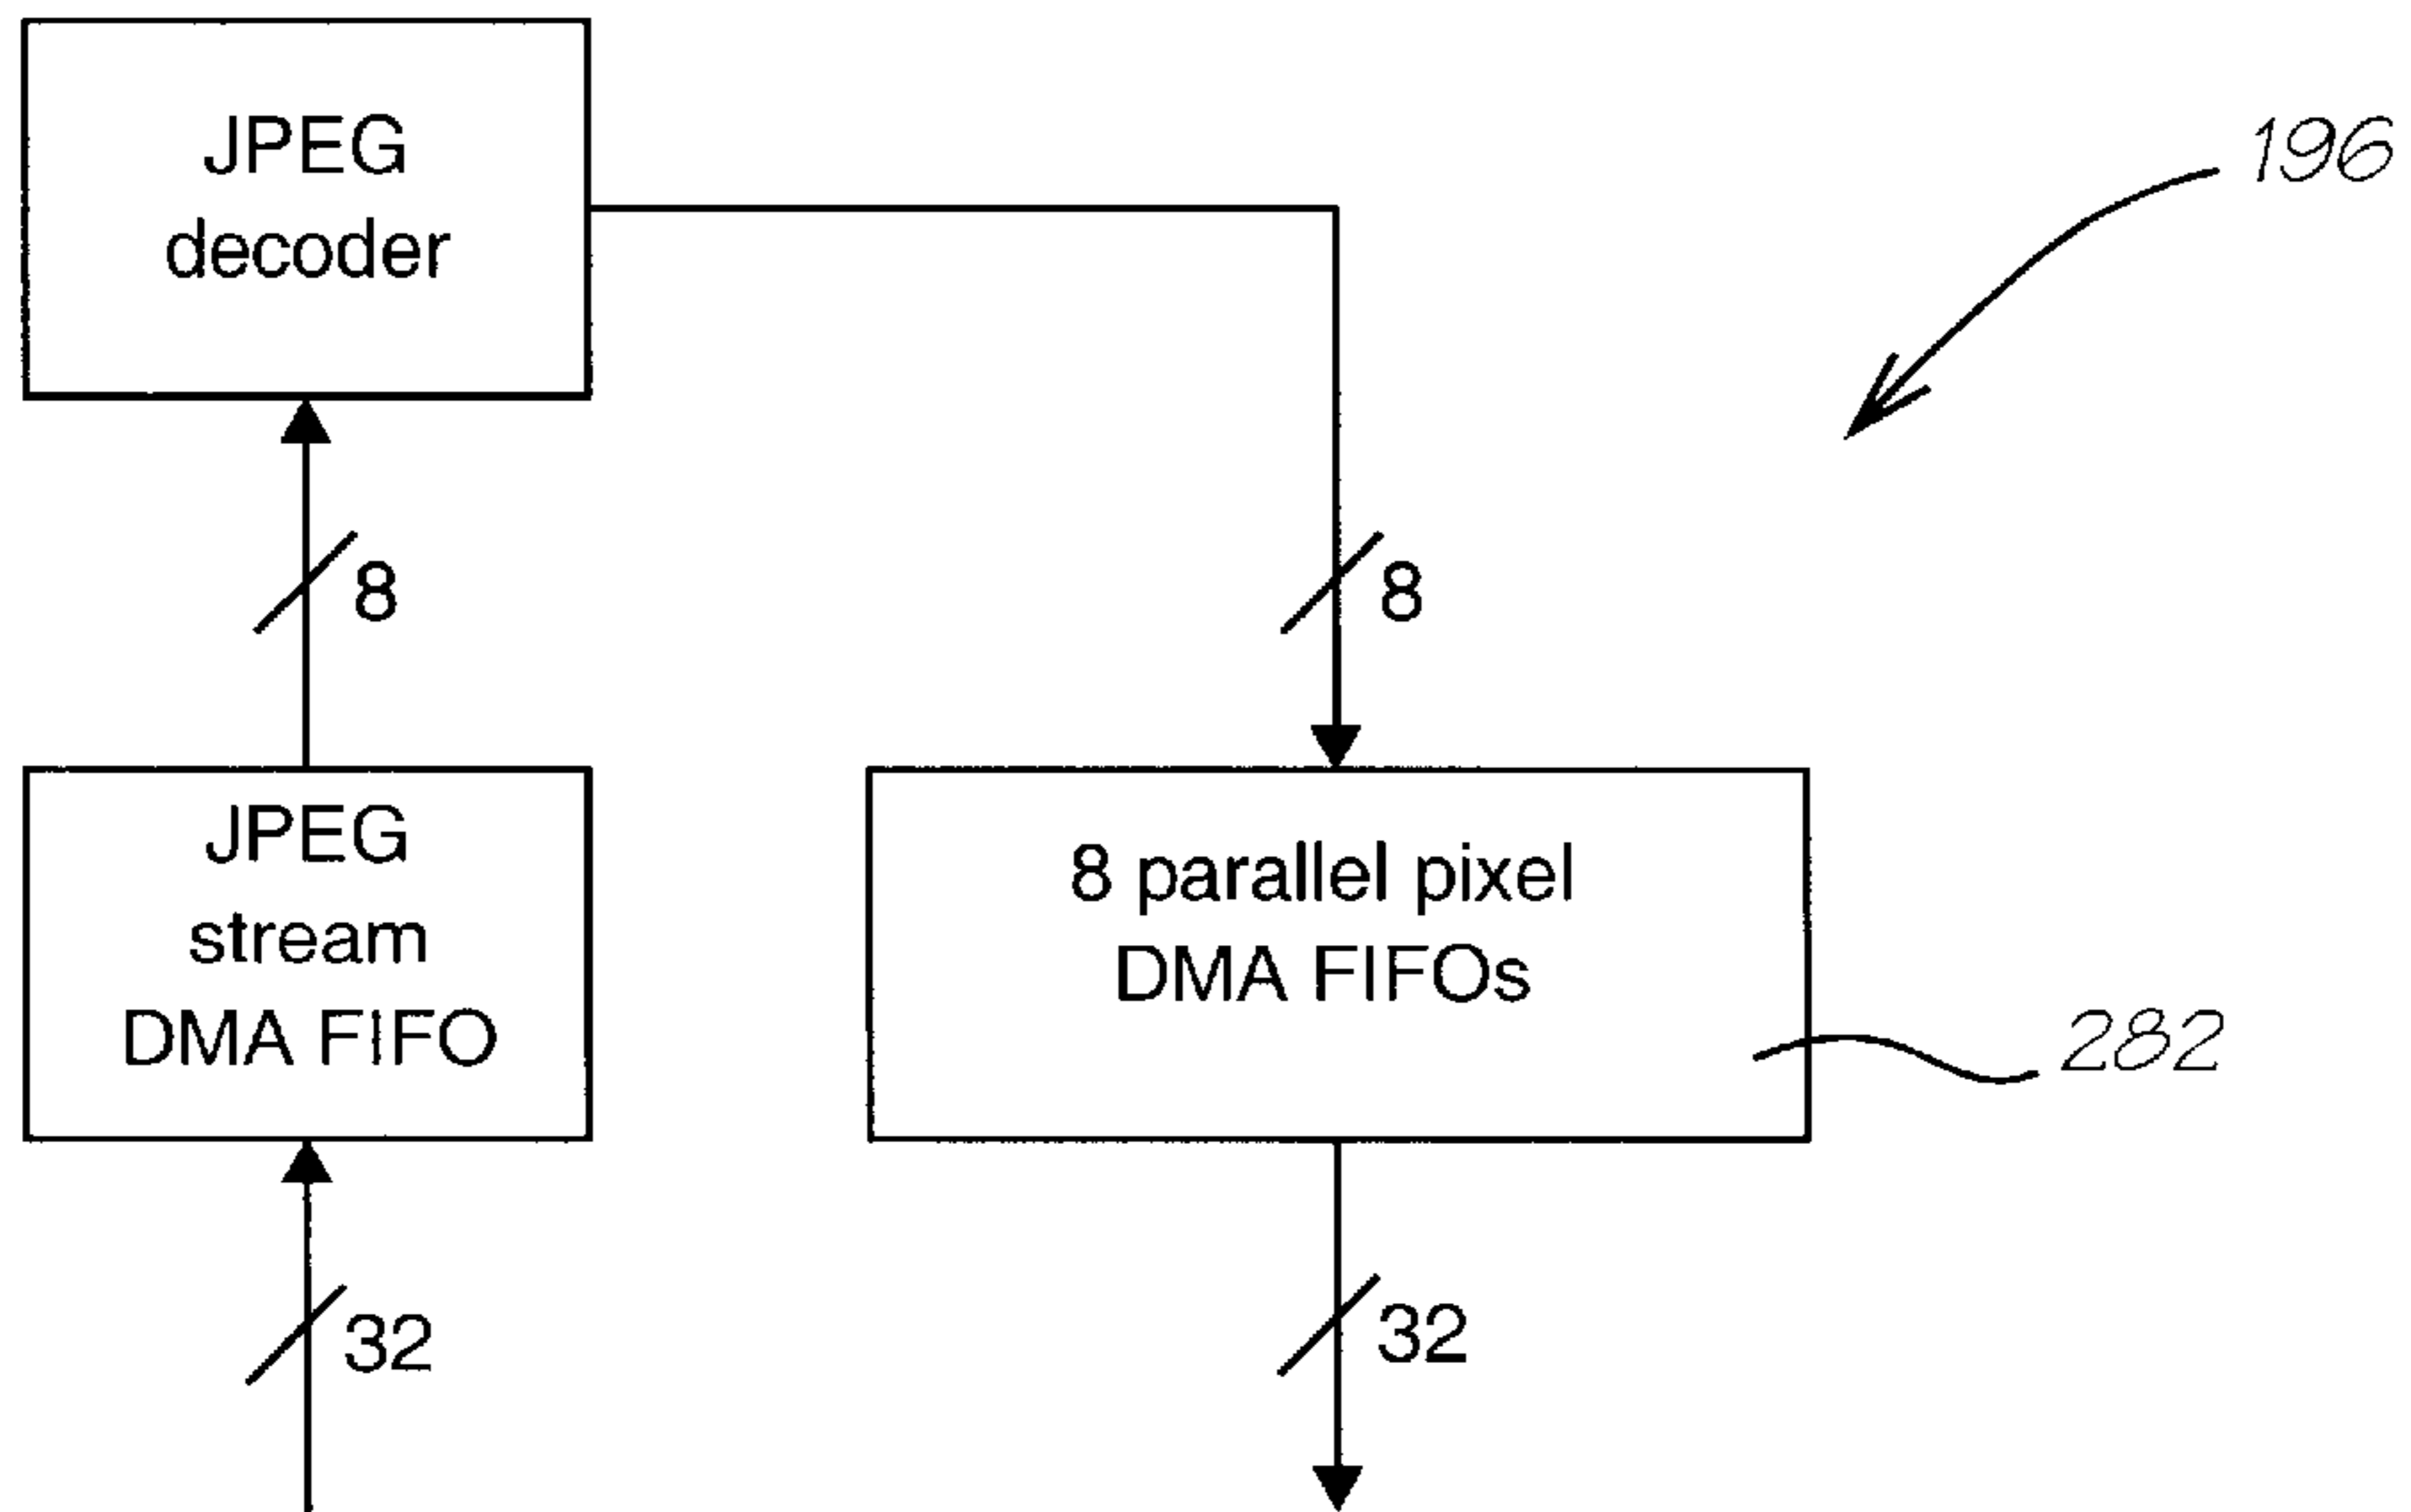 JPEG
decoder
196
8
8
JPEG
stream
DMA FIFO
8 parallel pixel
DMA FIFOs
282
32
32